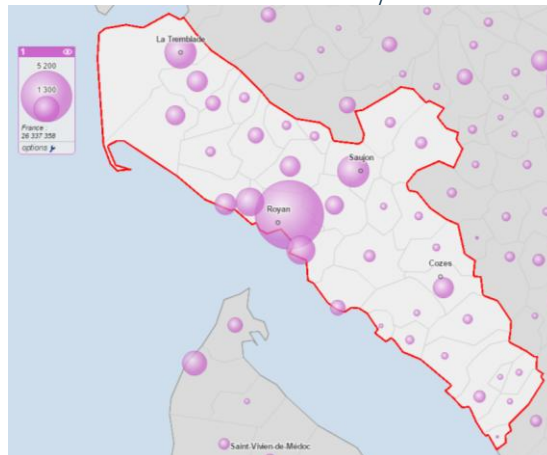 1
5 200
1 300
France :
26 337 358
options
La Tremblade
Saujon
Royan
Cozes
Saint-Vivien-de-Médoc